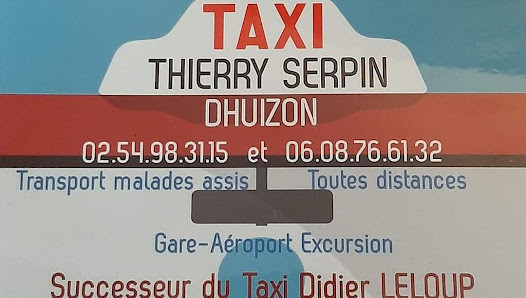 TAXI
THIERRY SERPIN
DHUIZON
02.54.98.31.15 et 06.08.76.61.32
Transport malades assis Toutes distances
Gare-Aéroport Excursion
Successeur du Taxi Didier LELOUP